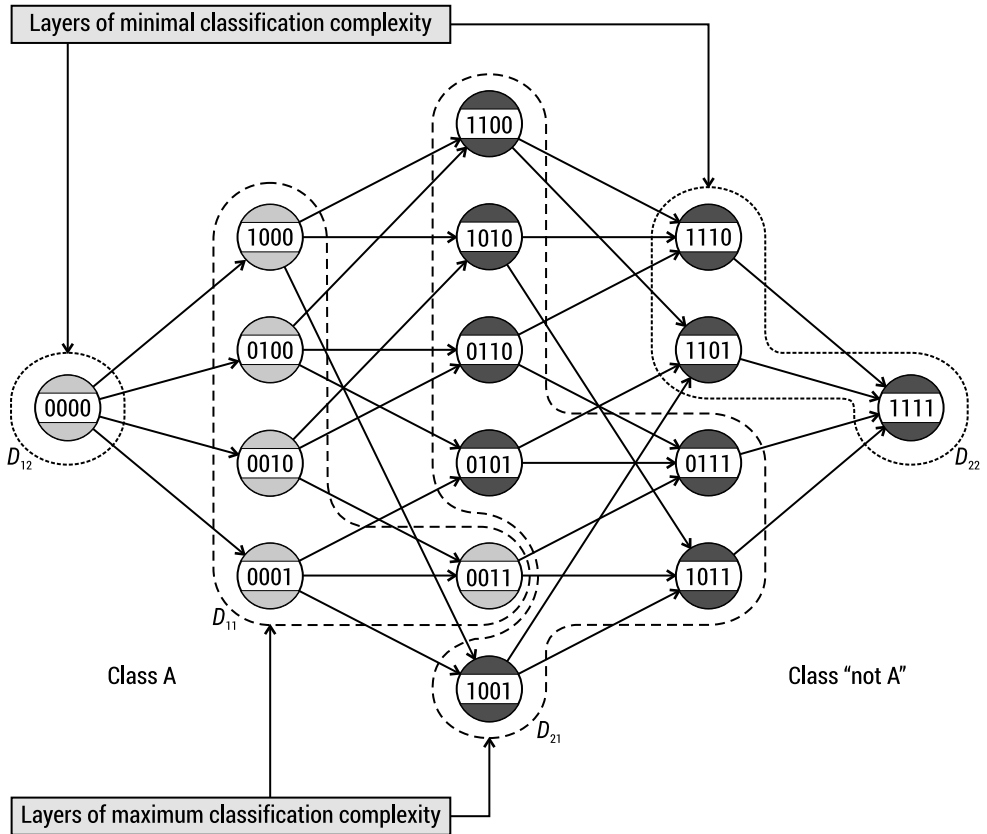 Layers of minimal classification complexity
1100
1000
1010
1110
0100
0110
1101
0000
1111
D12
0010
0101
0111
D22
0001
0011
1011
D11
Class A
1001
Class “not A”
D21
Layers of maximum classification complexity